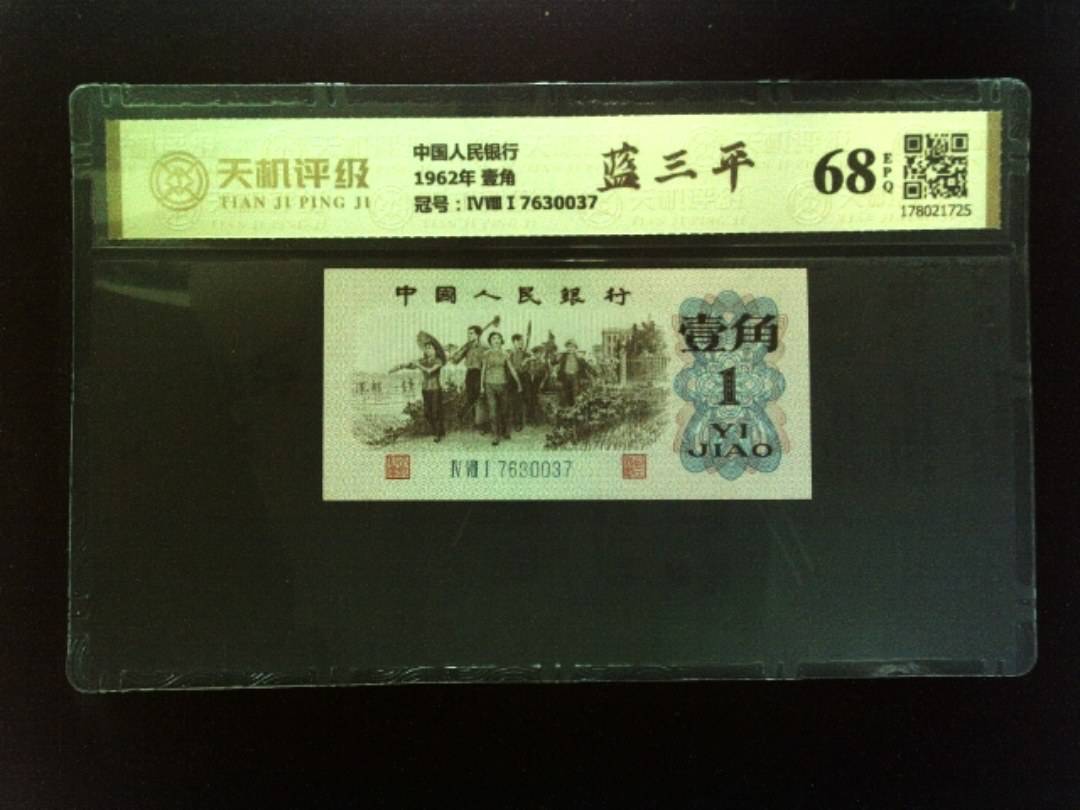 天机评级
TIAN JI PING JI
中国人民银行
1962年 壹角
冠号：ⅣⅧⅠ7630037
蓝三平
68
EPQ
178021725
中國人民銀行
壹角
1
YI
JIAO
ⅣⅧⅠ7630037